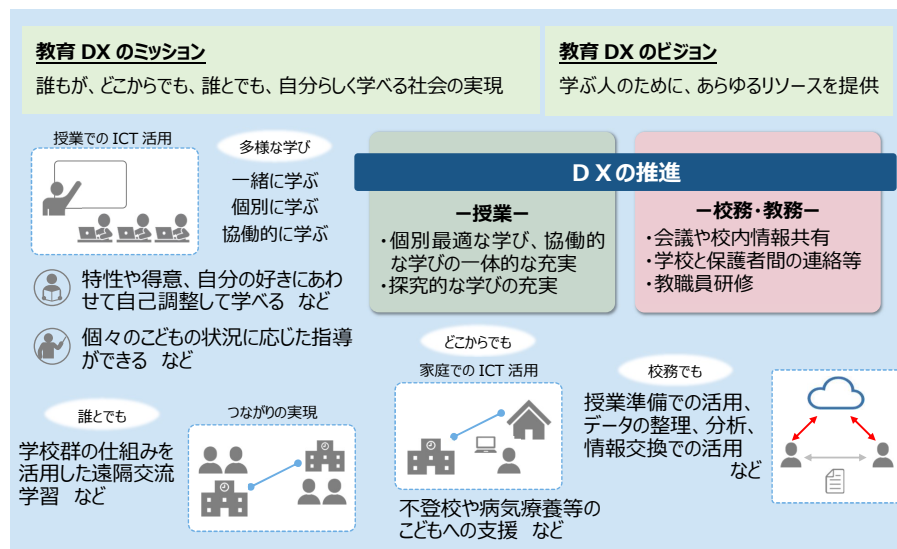 教育 DX のミッション
誰もが、どこからでも、誰とでも、自分らしく学べる社会の実現
教育 DX のビジョン
学ぶ人のために、あらゆるリソースを提供
授業での ICT 活用
多様な学び
一緒に学ぶ
個別に学ぶ
協働的に学ぶ
特性や得意、自分の好きにあわ
せて自己調整して学べる など
個々のこどもの状況に応じた指導
ができる など
ＤＸの推進
ー授業ー
・個別最適な学び、協働的
な学びの一体的な充実
・探究的な学びの充実
ー校務・教務ー
・会議や校内情報共有
・学校と保護者間の連絡等
・教職員研修
誰とでも
つながりの実現
学校群の仕組みを
活用した遠隔交流
学習 など
どこからでも
家庭での ICT 活用
不登校や病気療養等の
こどもへの支援 など
校務でも
授業準備での活用、
データの整理、分析、
情報交換での活用
など